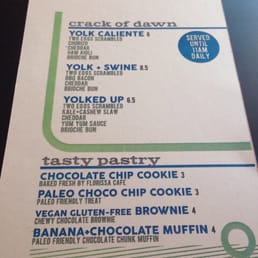 crack of dawn
YOLK CALIENTE 6
TWO EGGS SCRAMBLED
CHORIZO
CHEDDAR
HAM AIOLI
BRIOCHE BUN
SERVED
UNTIL
11AM
DAILY
YOLK + SWINE 8.5
TWO EGGS SCRAMBLED
BBQ BACON
CHEDDAR
BRIOCHE BUN
YOLKED UP 6.5
TWO EGGS SCRAMBLED
KALE+CASHEW SLAW
CHEDDAR
YUM YUM SAUCE
BRIOCHE BUN
tasty pastry
CHOCOLATE CHIP COOKIE 3
BAKED FRESH BY FLORISSA CAFE
PALEO CHOCO CHIP COOKIE 3
PALEO FRIENDLY TREAT
VEGAN GLUTEN-FREE BROWNIE 4
CHEWY CHOCOLATE BROWNIE
BANANA+CHOCOLATE MUFFIN 4
PALEO FRIENDLY CHOCOLATE CHUNK MUFFIN